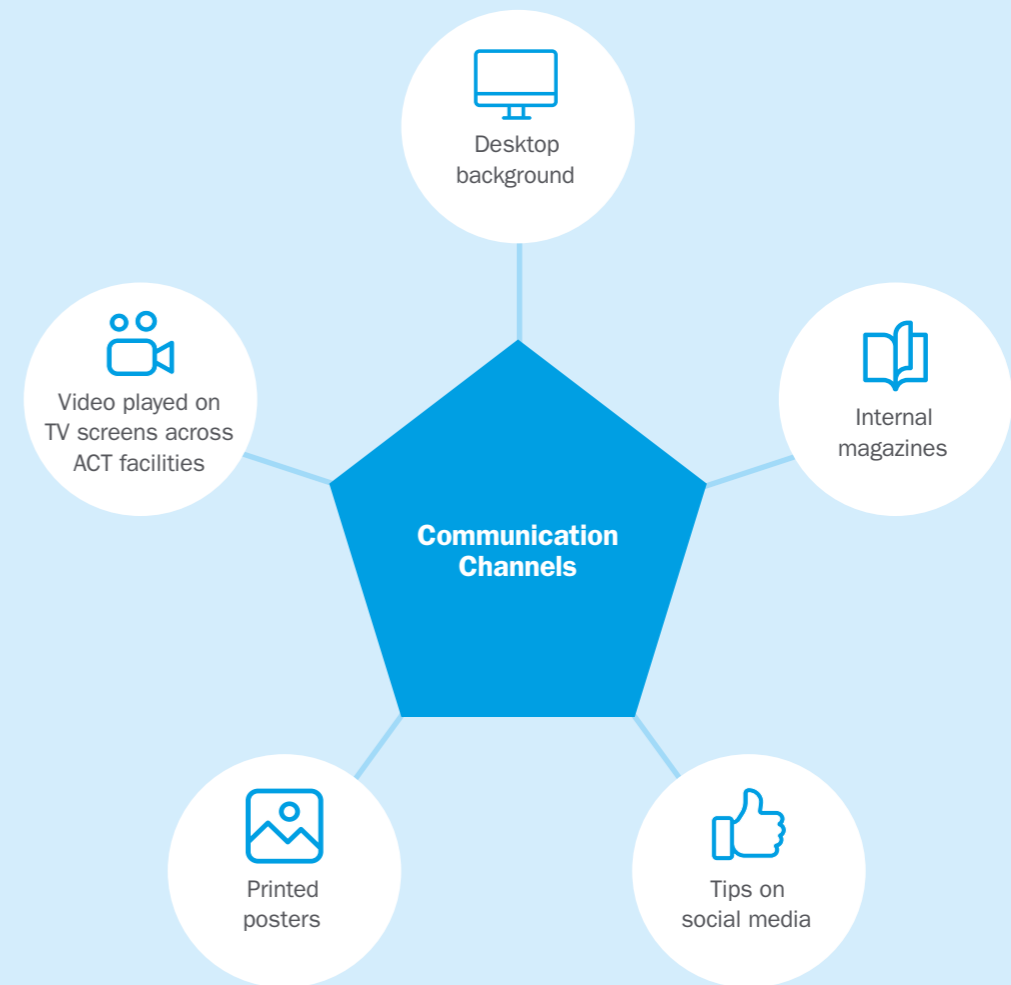 Desktop
background
Video played on
TV screens across
ACT facilities
Internal
magazines
Communication
Channels
Printed
posters
Tips on
social media